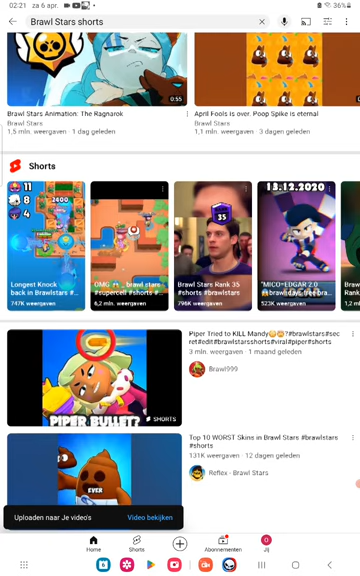 02:21 za 6 apr.
36%
Brawl Stars shorts
0:55
Brawl Stars Animation: The Ragnarok
Brawl Stars
1,5 mln. weergaven · 1 dag geleden
April Fools is over. Poop Spike is eternal
Brawl Stars
1,1 mln. weergaven · 3 dagen geleden
Shorts
11
8
4
2400
Longest Knock
back in Brawlstars #...
747K weergaven
OMG brawl stars
#supercell #shorts #...
6,2 mln. weergaven
35
Brawl Stars Rank 35
#shorts #brawlstars
796K weergaven
13.12.2020
"MICO=EDGAR 2.0
523K weergaven
Piper Tried to KILL Mandy😳😱?#brawlstars#sec
ret#edit#brawlstarsshorts#viral#piper#shorts
3 mln. weergaven · 1 maand geleden
Brawl999
PIPER BULLET?
SHORTS
Top 10 WORST Skins in Brawl Stars #brawlstars
#shorts
131K weergaven · 12 dagen geleden
Reflex - Brawl Stars
EVER
Uploaden naar Je video's
Video bekijken
Home
Shorts
Abonnementen
Jij